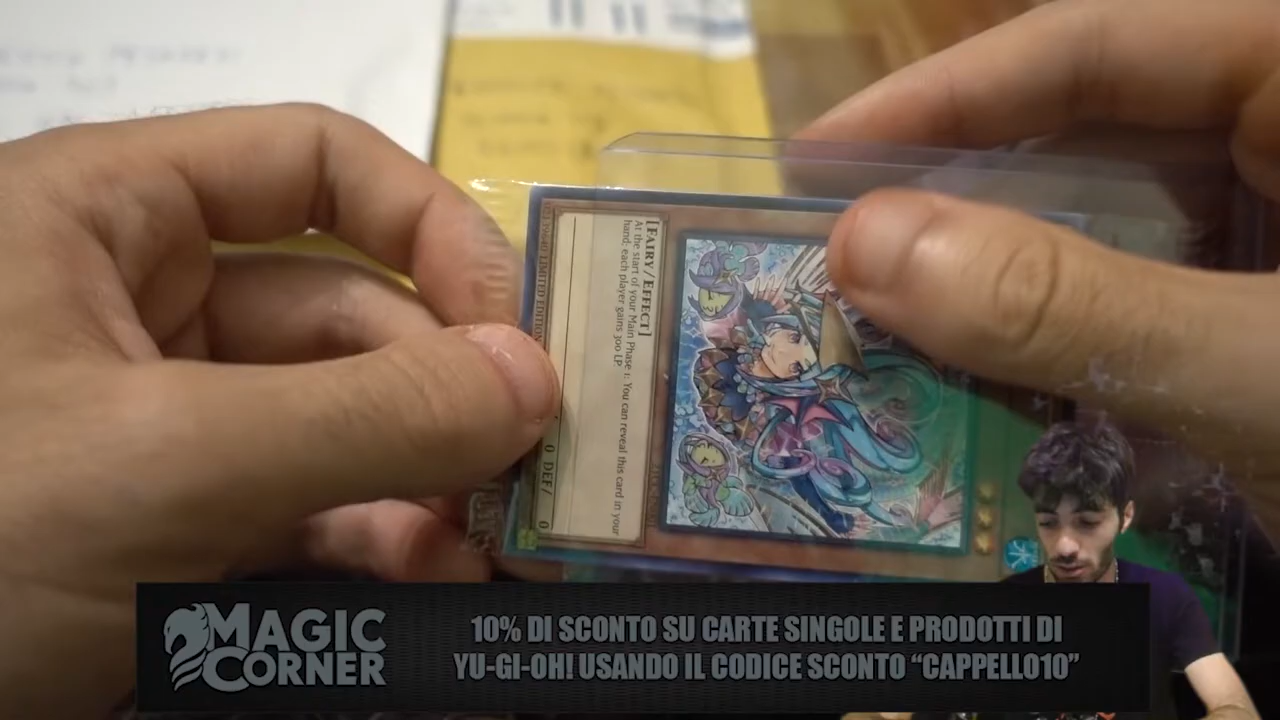 [FAIRY/EFFECT]
At the start of your Main Phase 1: You can reveal this card in your
hand; each player gains 300 LP.
LIMITED EDITION
0 DEF/ 0
MAGIC
CORNER
10% DI SCONTO SU CARTE SINGOLE E PRODOTTI DI
YU-GI-OH! USANDO IL CODICE SCONTO “CAPPELLO10”